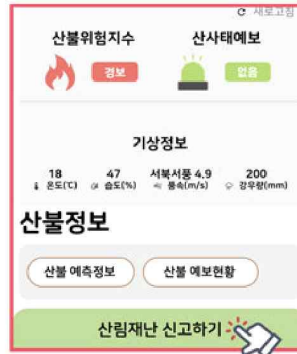 새로고침
산불위험지수 산사태예보
경보 없음
기상정보
18 47 서북서풍 4.9 200
온도(℃) 습도(%) 풍속(m/s) 강우량(mm)
산불정보
산불 예측정보 산불 예보현황
산림재난 신고하기